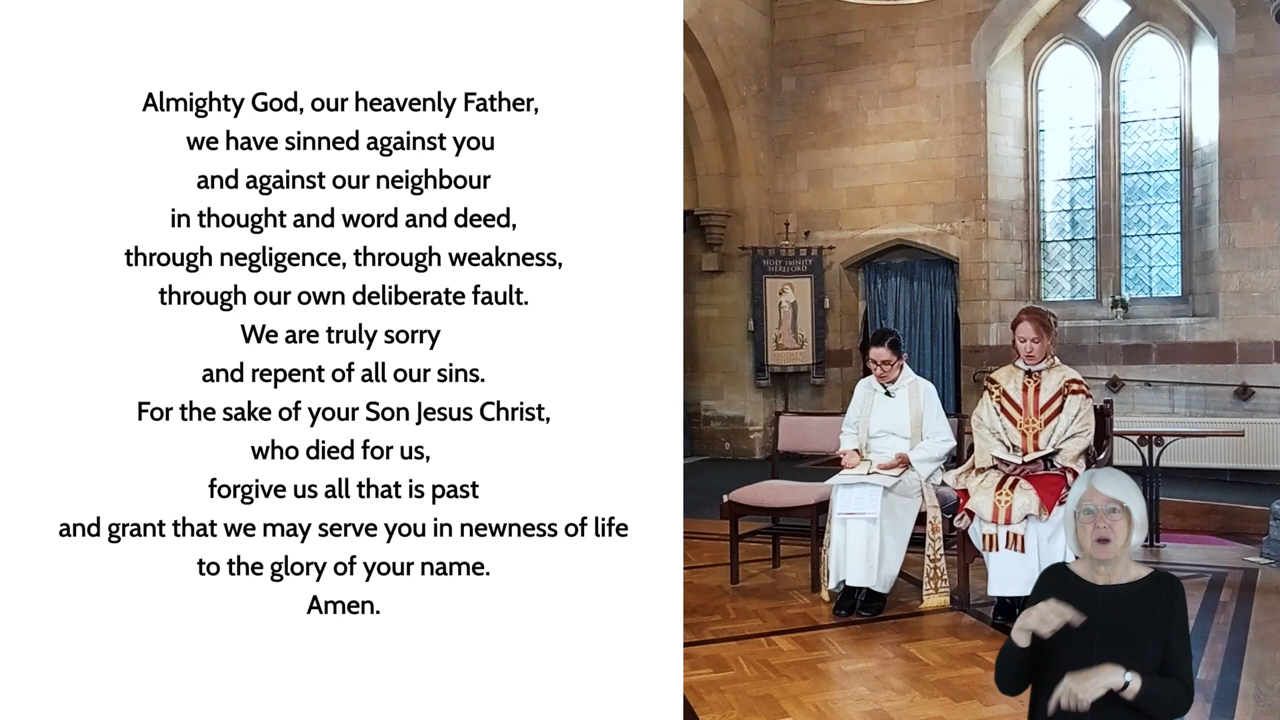 Almighty God, our heavenly Father,
we have sinned against you
and against our neighbour
in thought and word and deed,
through negligence, through weakness,
through our own deliberate fault.
We are truly sorry
and repent of all our sins.
For the sake of your Son Jesus Christ,
who died for us,
forgive us all that is past
and grant that we may serve you in newness of life
to the glory of your name.
Amen.
HOLY TRINITY
HEREFORD